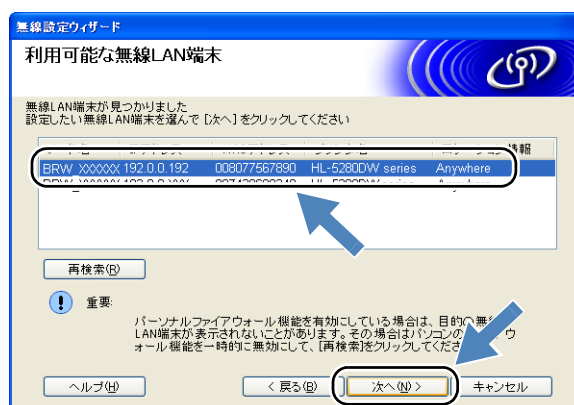 無線設定ウィザード
利用可能な無線LAN端末
無線LAN端末が見つかりました
設定したい無線LAN端末を選んで [次へ] をクリックしてください
BRW_XXXXXX 192.0.0.192 008077567890 HL-5280DW series Anywhere
再検索(R)
重要:
パーソナルファイアウォール機能を有効にしている場合は、目的の無
LAN端末が表示されないことがあります。その場合はパソコンの
ォール機能を一時的に無効にして、[再検索]をクリックしてくださ
ヘルプ(H)
< 戻る(B)
次へ(N) >
キャンセル